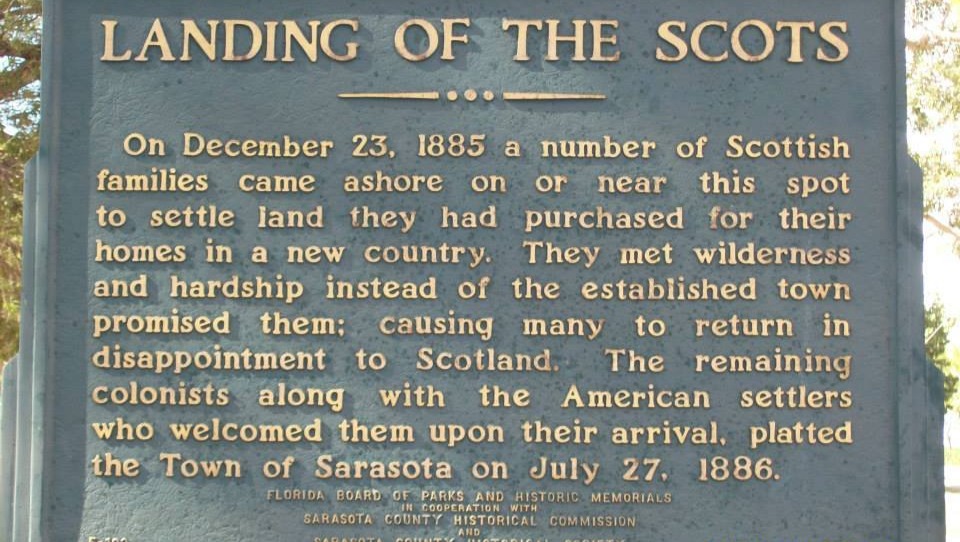 LANDING OF THE SCOTS
On December 23, 1885 a number of Scottish
families came ashore on or near this spot
to settle land they had purchased for their
homes in a new country. They met wilderness
and hardship instead of the established town
promised them; causing many to return in
disappointment to Scotland. The remaining
colonists along with the American settlers
who welcomed them upon their arrival, platted
the Town of Sarasota on July 27, 1886.
FLORIDA BOARD OF PARKS AND HISTORIC MEMORIALS
IN COOPERATION WITH
SARASOTA COUNTY HISTORICAL COMMISSION
AND
SARASOTA COUNTY HISTORICAL